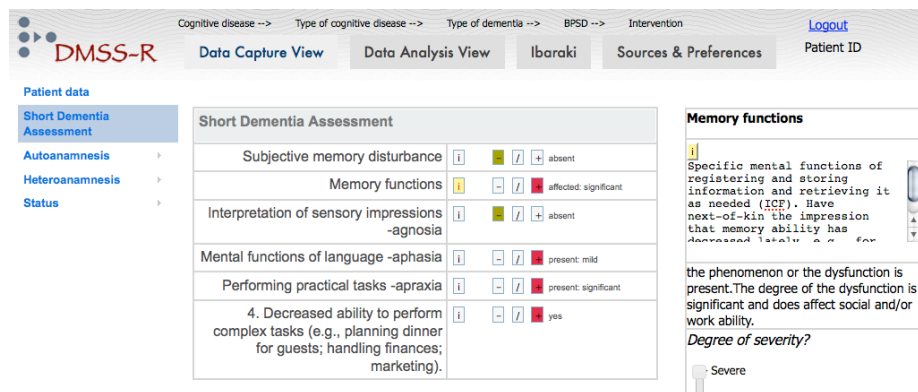 Cognitive disease --> Type of cognitive disease --> Type of dementia --> BPSD --> Intervention
Logout
DMSS-R
Data Capture View Data Analysis View Ibaraki Sources & Preferences
Patient ID
Patient data
Short Dementia
Assessment
Autoanamnesis
Heteroanamnesis
Status
Short Dementia Assessment
Subjective memory disturbance i - / + absent
Memory functions i - / + affected: significant
Interpretation of sensory impressions
-agnosia i - / + absent
Mental functions of language -aphasia i - / + present: mild
Performing practical tasks -apraxia i - / + present: significant
4. Decreased ability to perform i - / + yes
complex tasks (e.g., planning dinner
for guests; handling finances;
marketing).
Memory functions
i
Specific mental functions of
registering and storing
information and retrieving it
as needed (ICF). Have
next-of-kin the impression
that memory ability has
decreased lately, e.g., for
the phenomenon or the dysfunction is
present.The degree of the dysfunction is
significant and does affect social and/or
work ability.
Degree of severity?
Severe